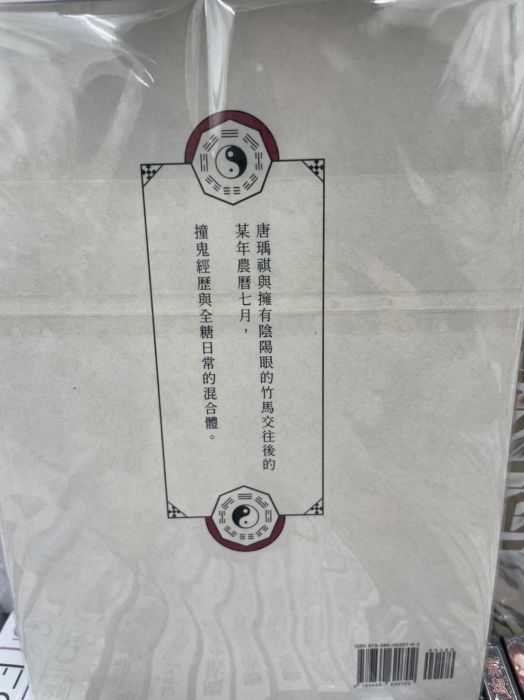 唐瑀祺與擁有陰陽眼的竹馬交往後的
某年農曆七月，
撞鬼經歷與全糖日常的混合體。